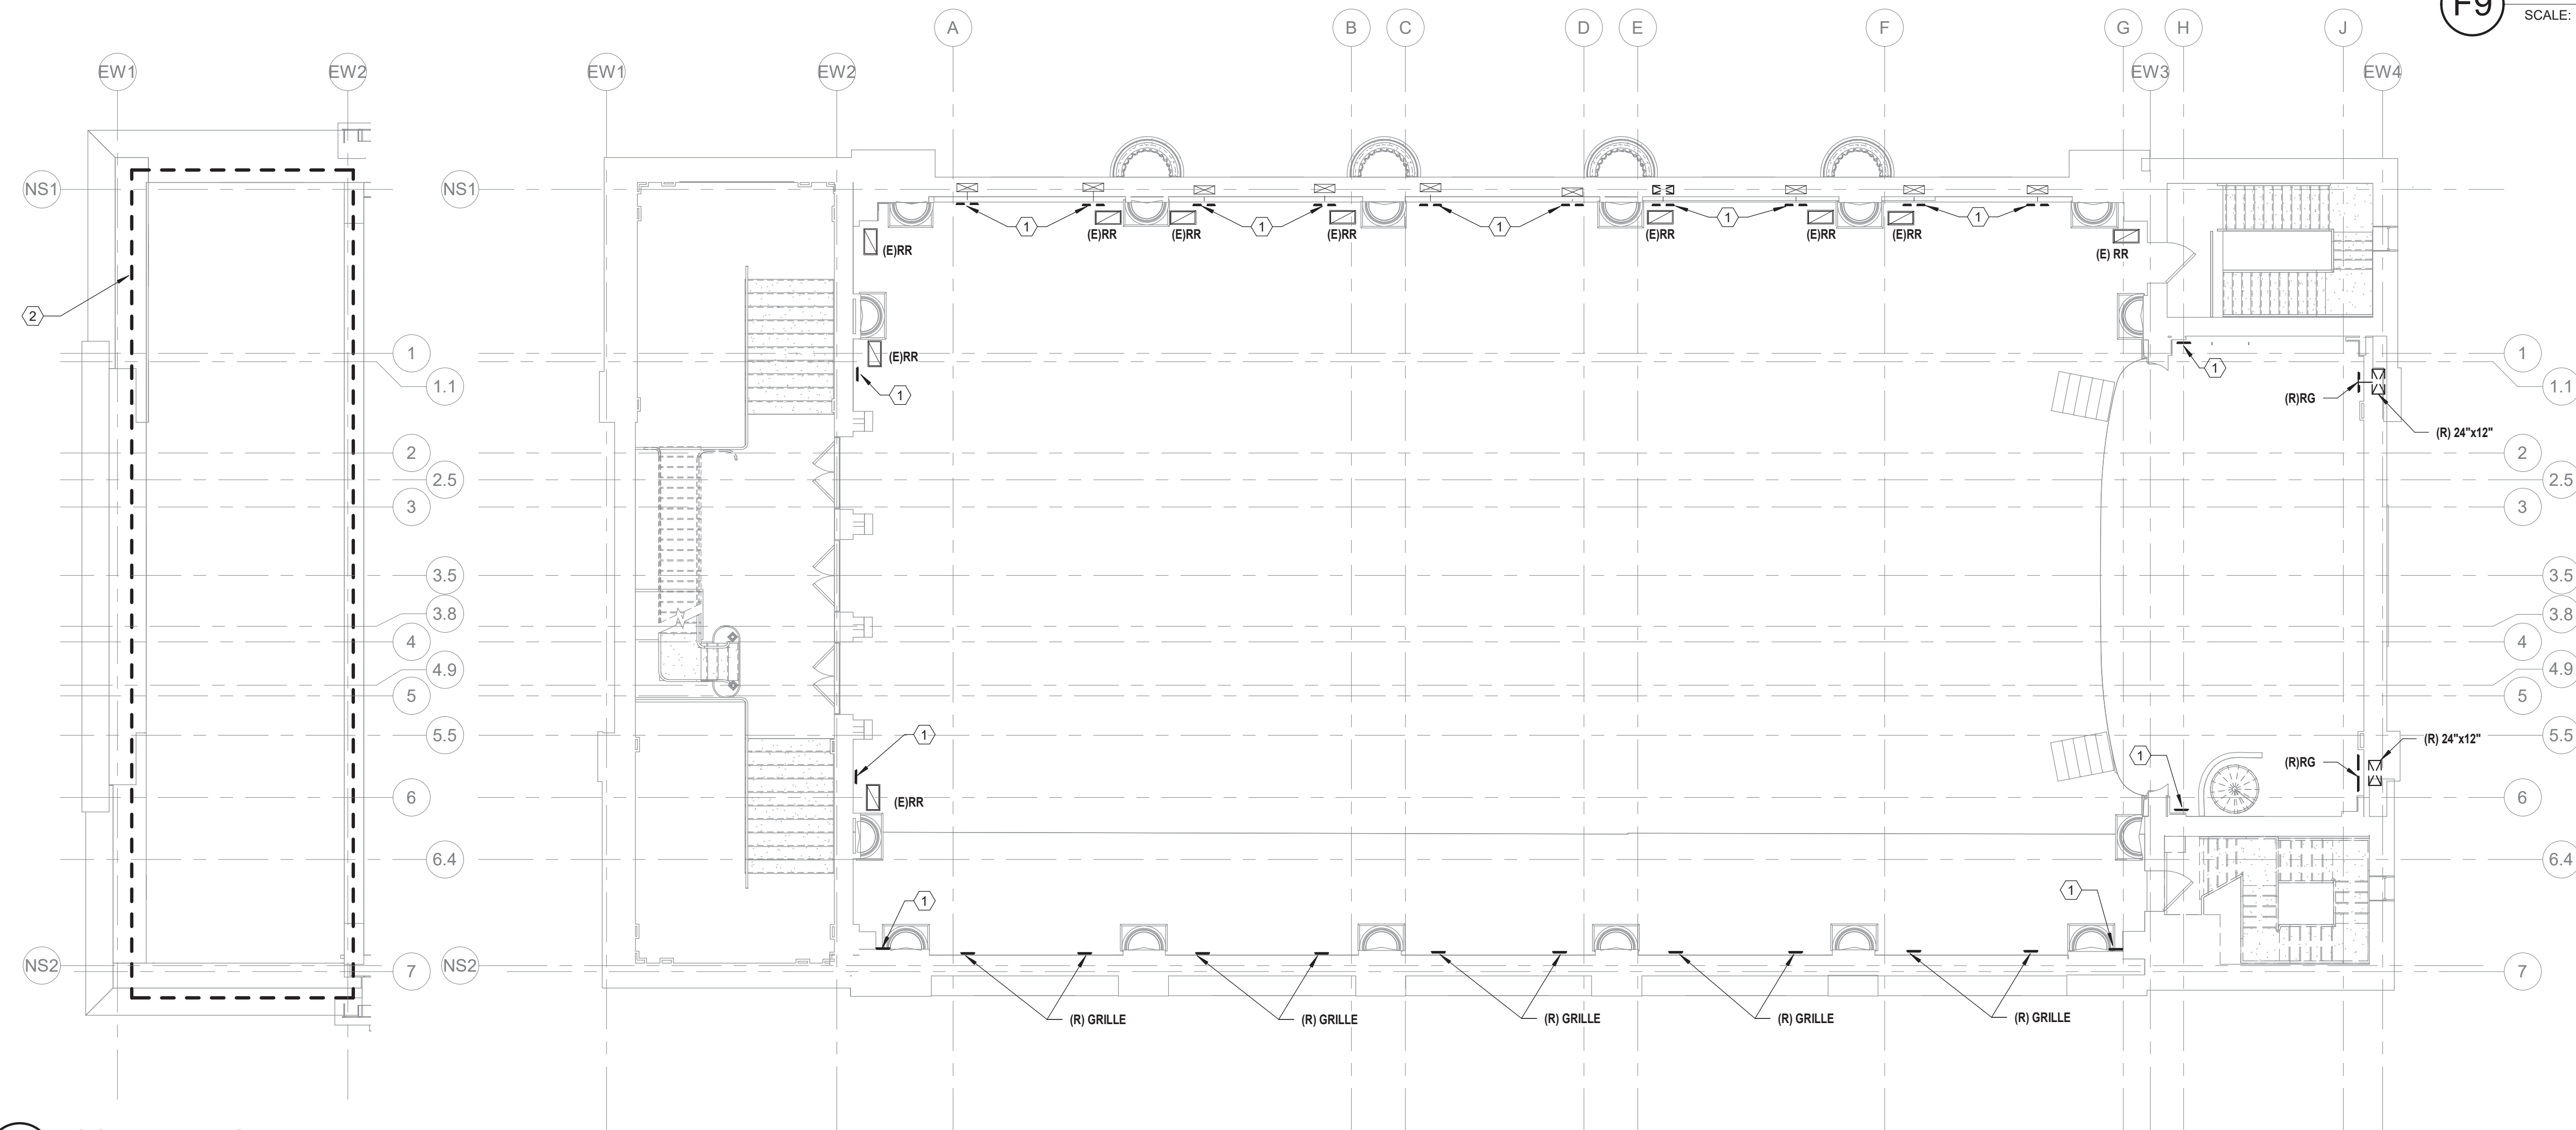 F9
SCALE:
A
B
C
D
E
F
G
H
J
EW1
EW2
EW1
EW2
EW3
EW4
NS1
NS1
1
1
1
1
1
(E)RR
(E)RR
(E)RR
(E)RR
(E)RR
(E)RR
(E)RR
(E) RR
2
1
(E)RR
1
1
1.1
1
1.1
1
(R)RG
(R) 24"x12"
2
2
2.5
2.5
3
3
3.5
3.5
3.8
3.8
4
4
4.9
4.9
5
5
5.5
1
5.5
(R) 24"x12"
1
(R)RG
6
(E)RR
6
6.4
6.4
1
1
NS2
NS2
7
7
(R) GRILLE
(R) GRILLE
(R) GRILLE
(R) GRILLE
(R) GRILLE